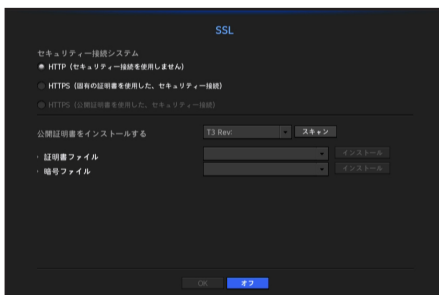 SSL
セキュリティー接続システム
HTTP (セキュリティー接続を使用しません)
HTTPS (固有の証明書を使用した、セキュリティー接続)
HTTPS (公開証明書を使用した、セキュリティー接続)
公開証明書をインストールする T3 Rev: スキャン
証明書ファイル インストール
暗号ファイル インストール
OK オフ